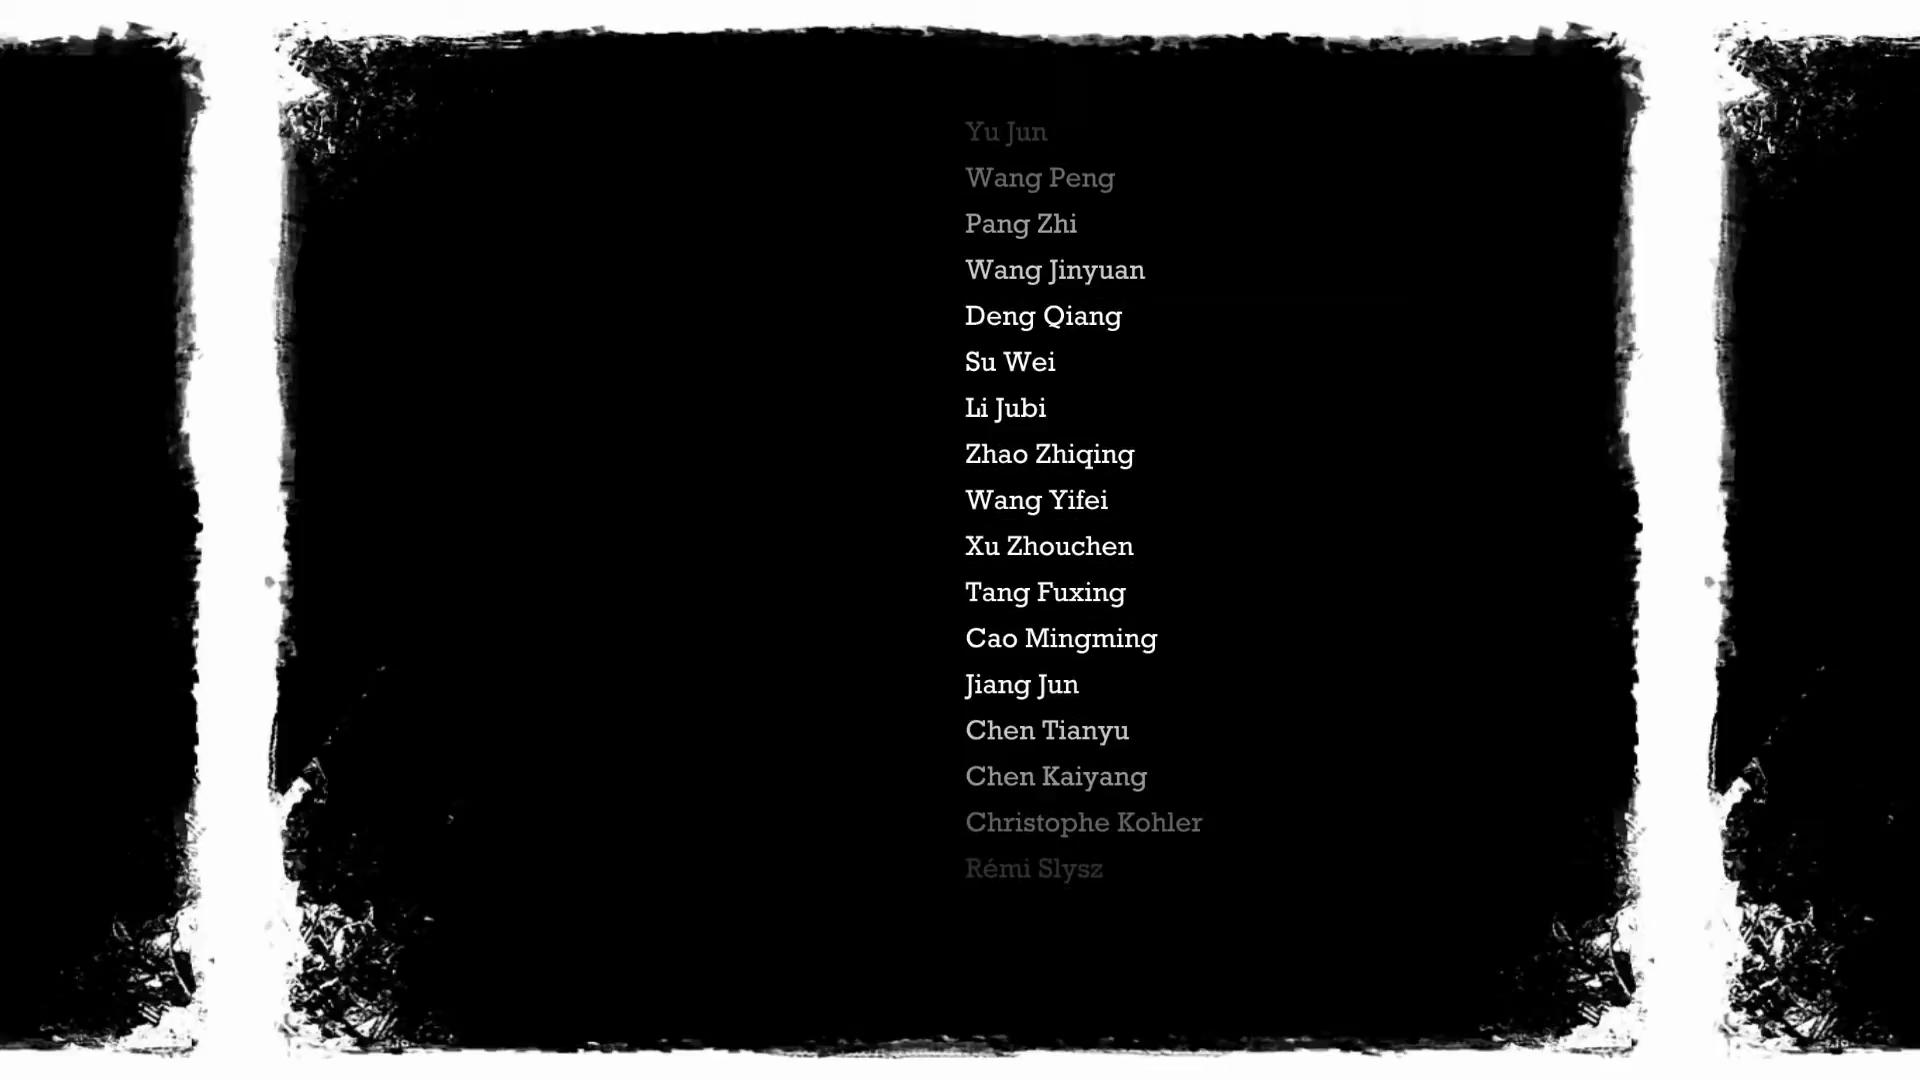 Yu Jun
Wang Peng
Pang Zhi
Wang Jinyuan
Deng Qiang
Su Wei
Li Jubi
Zhao Zhiqing
Wang Yifei
Xu Zhouchen
Tang Fuxing
Cao Mingming
Jiang Jun
Chen Tianyu
Chen Kaiyang
Christophe Kohler
Rémi Slysz